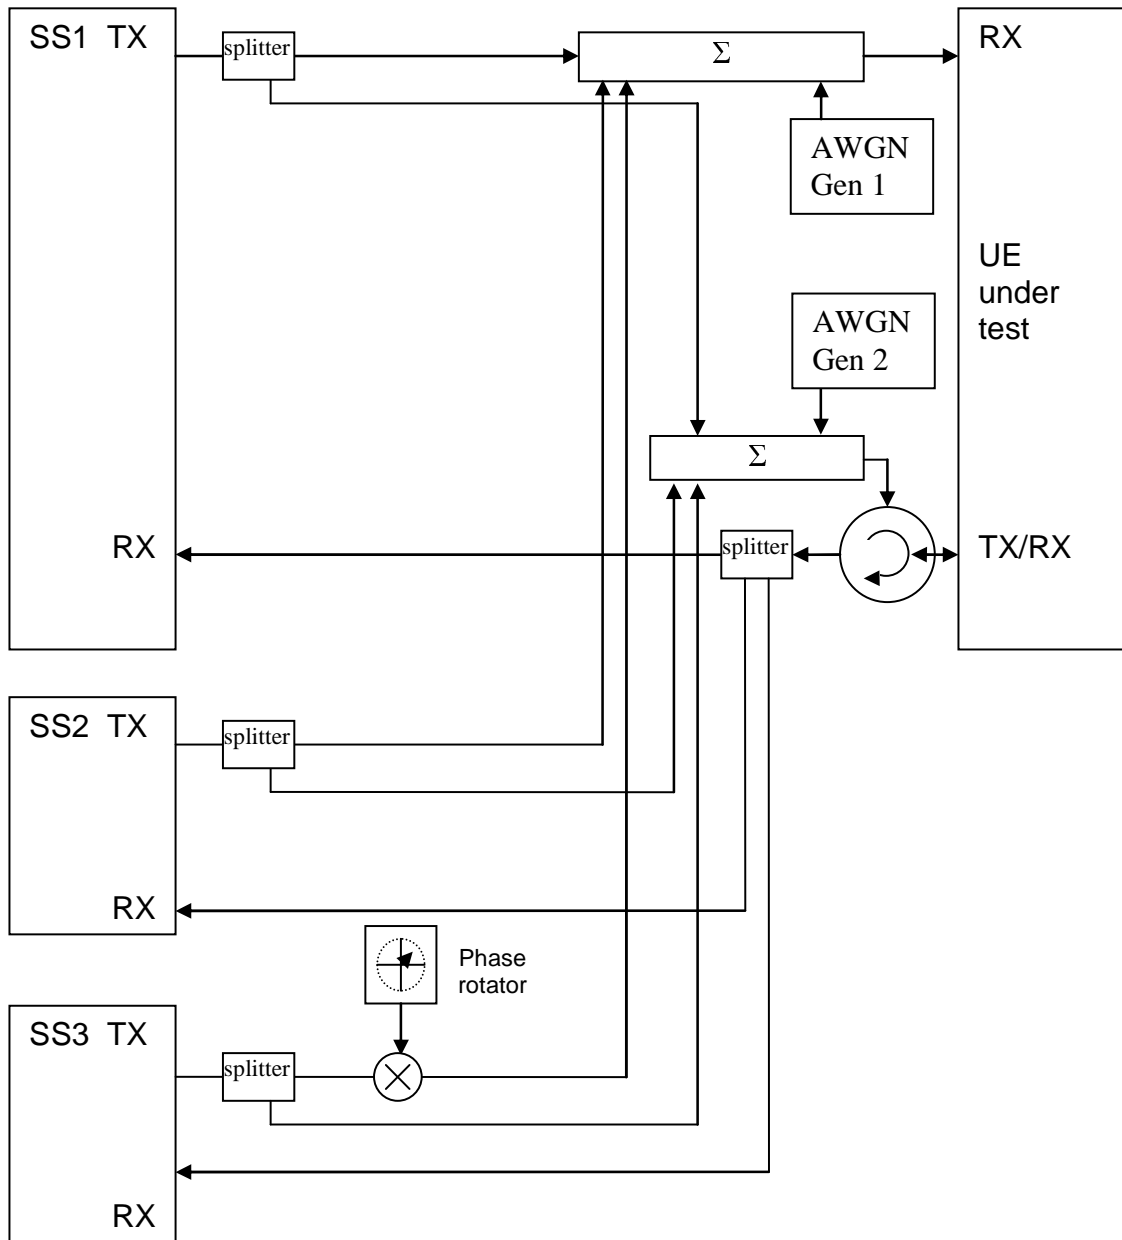 SS1 TX
splitter
Σ
RX
AWGN
Gen 1
UE
under
test
AWGN
Gen 2
Σ
RX
splitter
TX/RX
SS2 TX
splitter
RX
Phase
rotator
SS3 TX
splitter
RX